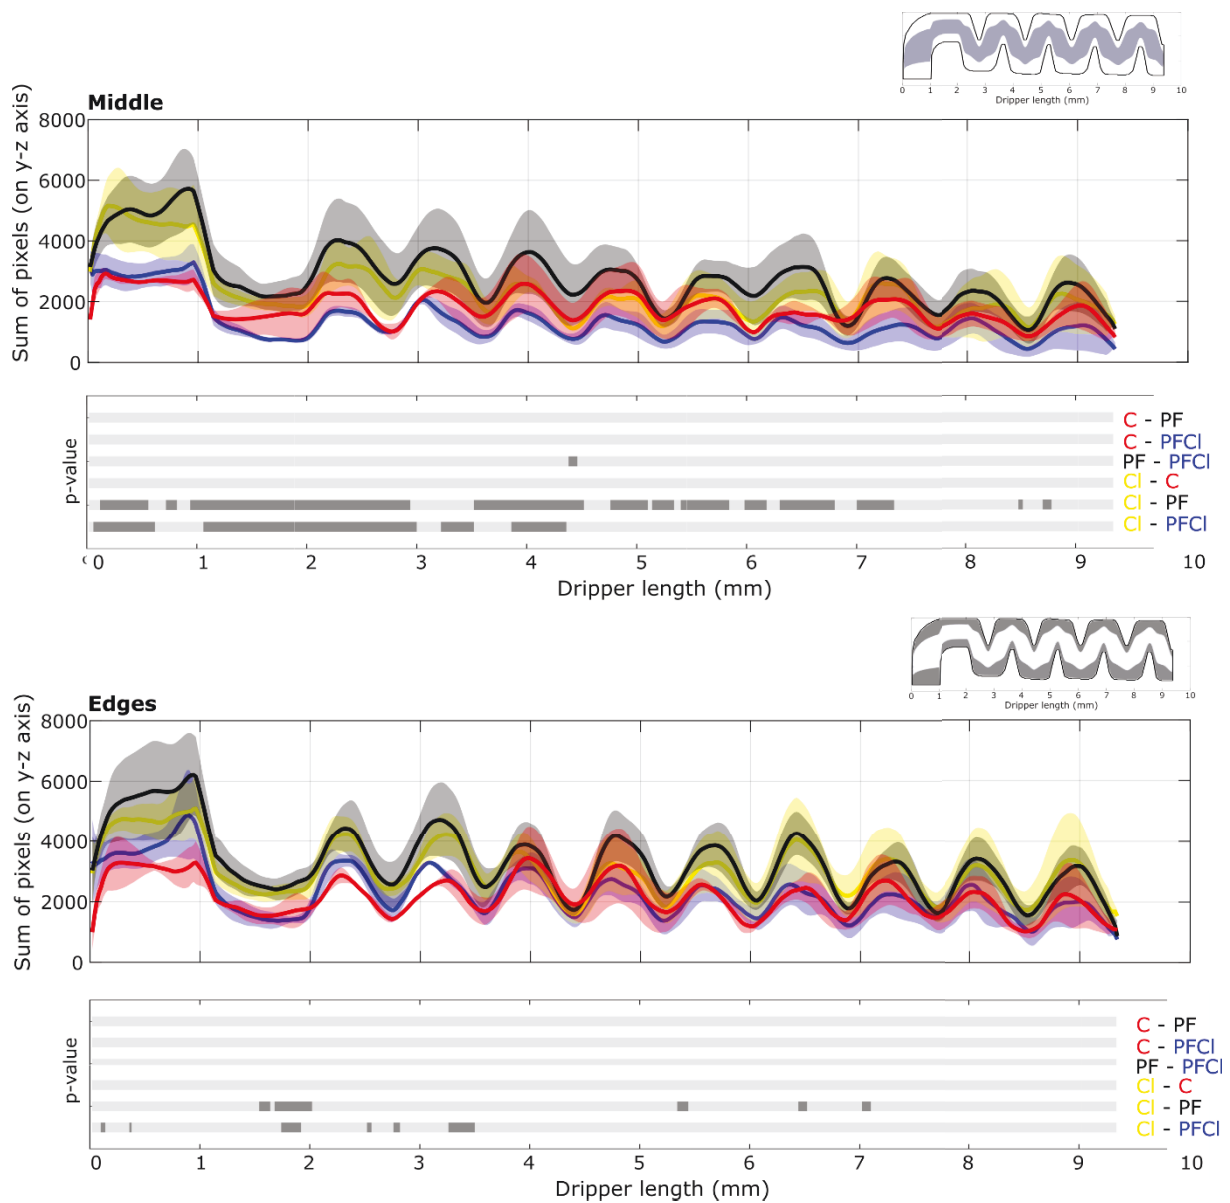 0 1 2 3 4 5 6 7 8 9 10
Dripper length (mm)
Middle
Sum of pixels (on y-z axis)
8000
6000
4000
2000
0
p-value
C - PF
C - PFCl
PF - PFCl
Cl - C
Cl - PF
Cl - PFCl
0 1 2 3 4 5 6 7 8 9 10
Dripper length (mm)
0 1 2 3 4 5 6 7 8 9 10
Dripper length (mm)
Edges
Sum of pixels (on y-z axis)
8000
6000
4000
2000
0
p-value
C - PF
C - PFCl
PF - PFCl
Cl - C
Cl - PF
Cl - PFCl
0 1 2 3 4 5 6 7 8 9 10
Dripper length (mm)